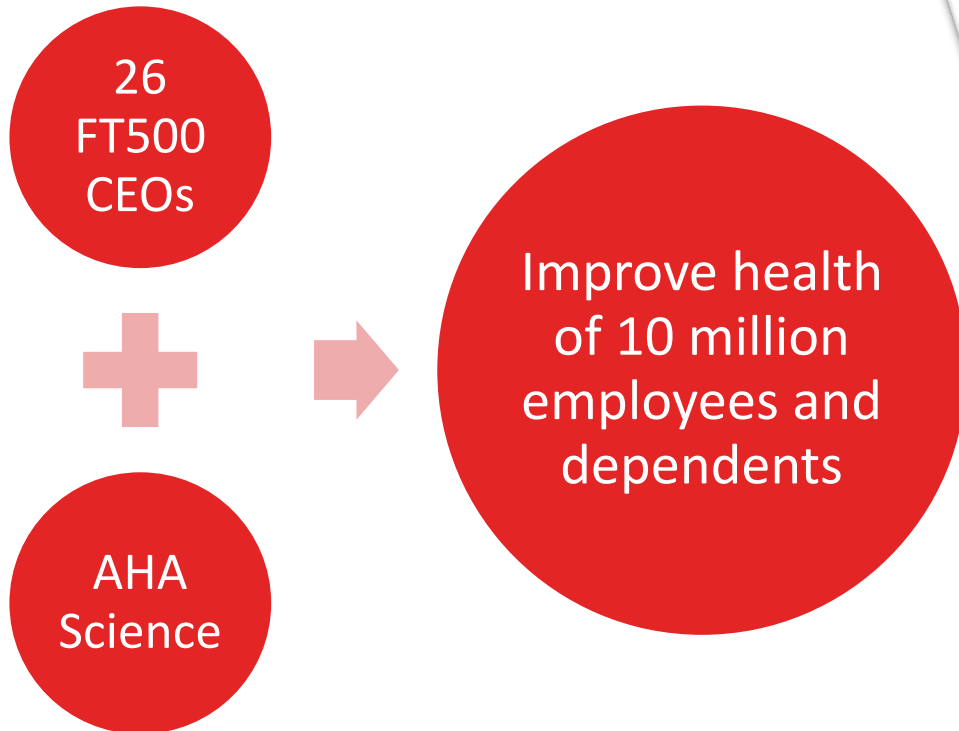 26
FT500
CEOs
AHA
Science
Improve health
of 10 million
employees and
dependents